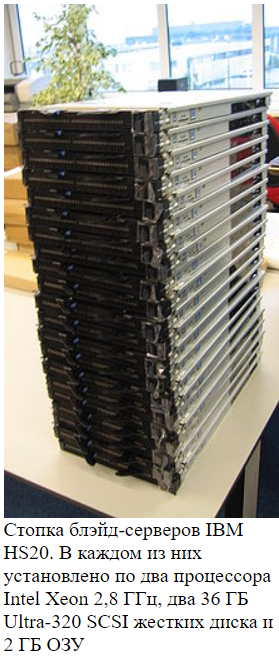 Стопка блэйд-серверов IBM
HS20. В каждом из них
установлено по два процессора
Intel Xeon 2,8 ГГц, два 36 ГБ
Ultra-320 SCSI жестких диска и
2 ГБ ОЗУ